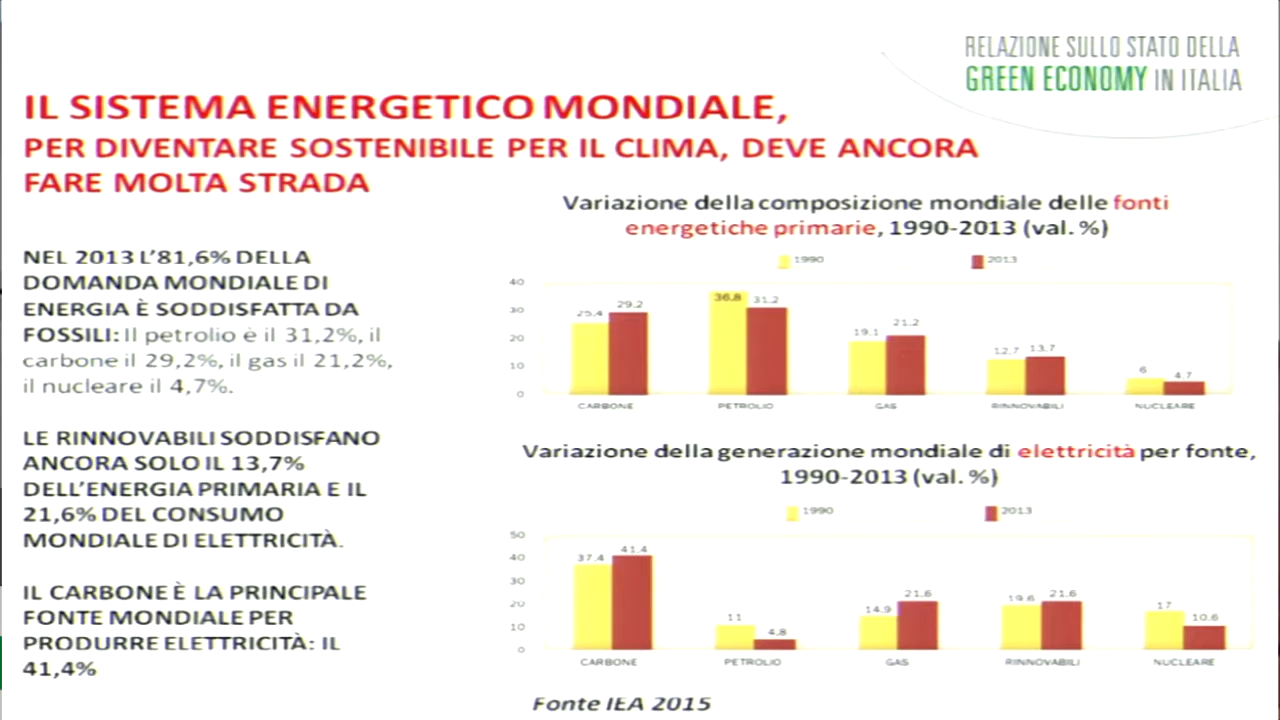 RELAZIONE SULLO STATO DELLA
GREEN ECONOMY IN ITALIA
IL SISTEMA ENERGETICO MONDIALE,
PER DIVENTARE SOSTENIBILE PER IL CLIMA, DEVE ANCORA
FARE MOLTA STRADA
NEL 2013 L'81,6% DELLA
DOMANDA MONDIALE DI
ENERGIA È SODDISFATTA DA
FOSSILI: Il petrolio è il 31,2%, il
carbone il 29,2%, il gas il 21,2%,
il nucleare il 4,7%.
LE RINNOVABILI SODDISFANO
ANCORA SOLO IL 13,7%
DELL'ENERGIA PRIMARIA E IL
21,6% DEL CONSUMO
MONDIALE DI ELETTRICITÀ.
IL CARBONE È LA PRINCIPALE
FONTE MONDIALE PER
PRODURRE ELETTRICITÀ: IL
41,4%
Variazione della composizione mondiale delle fonti
energetiche primarie, 1990-2013 (val. %)
1990 2013
40
30
20
10
0
25.4 29.2 36.8 31.2 19.1 21.2 12.7 13.7 6 4.7
CARBONE PETROLIO GAS RINNOVABILI NUCLEARE
Variazione della generazione mondiale di elettricità per fonte,
1990-2013 (val. %)
1990 2013
50
40
30
20
10
0
37.4 41.4 11 4.8 14.9 21.6 19.6 21.6 17 10.6
CARBONE PETROLIO GAS RINNOVABILI NUCLEARE
Fonte IEA 2015